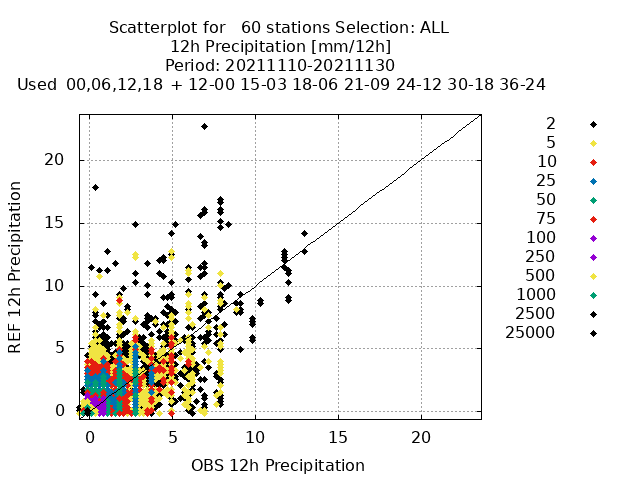 Scatterplot for   60 stations Selection: ALL
12h Precipitation [mm/12h]
Period: 20211110-20211130
Used  00,06,12,18  + 12-00 15-03 18-06 21-09 24-12 30-18 36-24
REF 12h Precipitation
20
15
10
5
0
0 5 10 15 20
OBS 12h Precipitation
2
5
10
25
50
75
100
250
500
1000
2500
25000